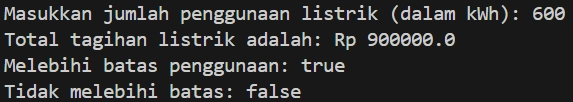 Masukkan jumlah penggunaan listrik (dalam kWh): 600
Total tagihan listrik adalah: Rp 900000.0
Melebihi batas penggunaan: true
Tidak melebihi batas: false